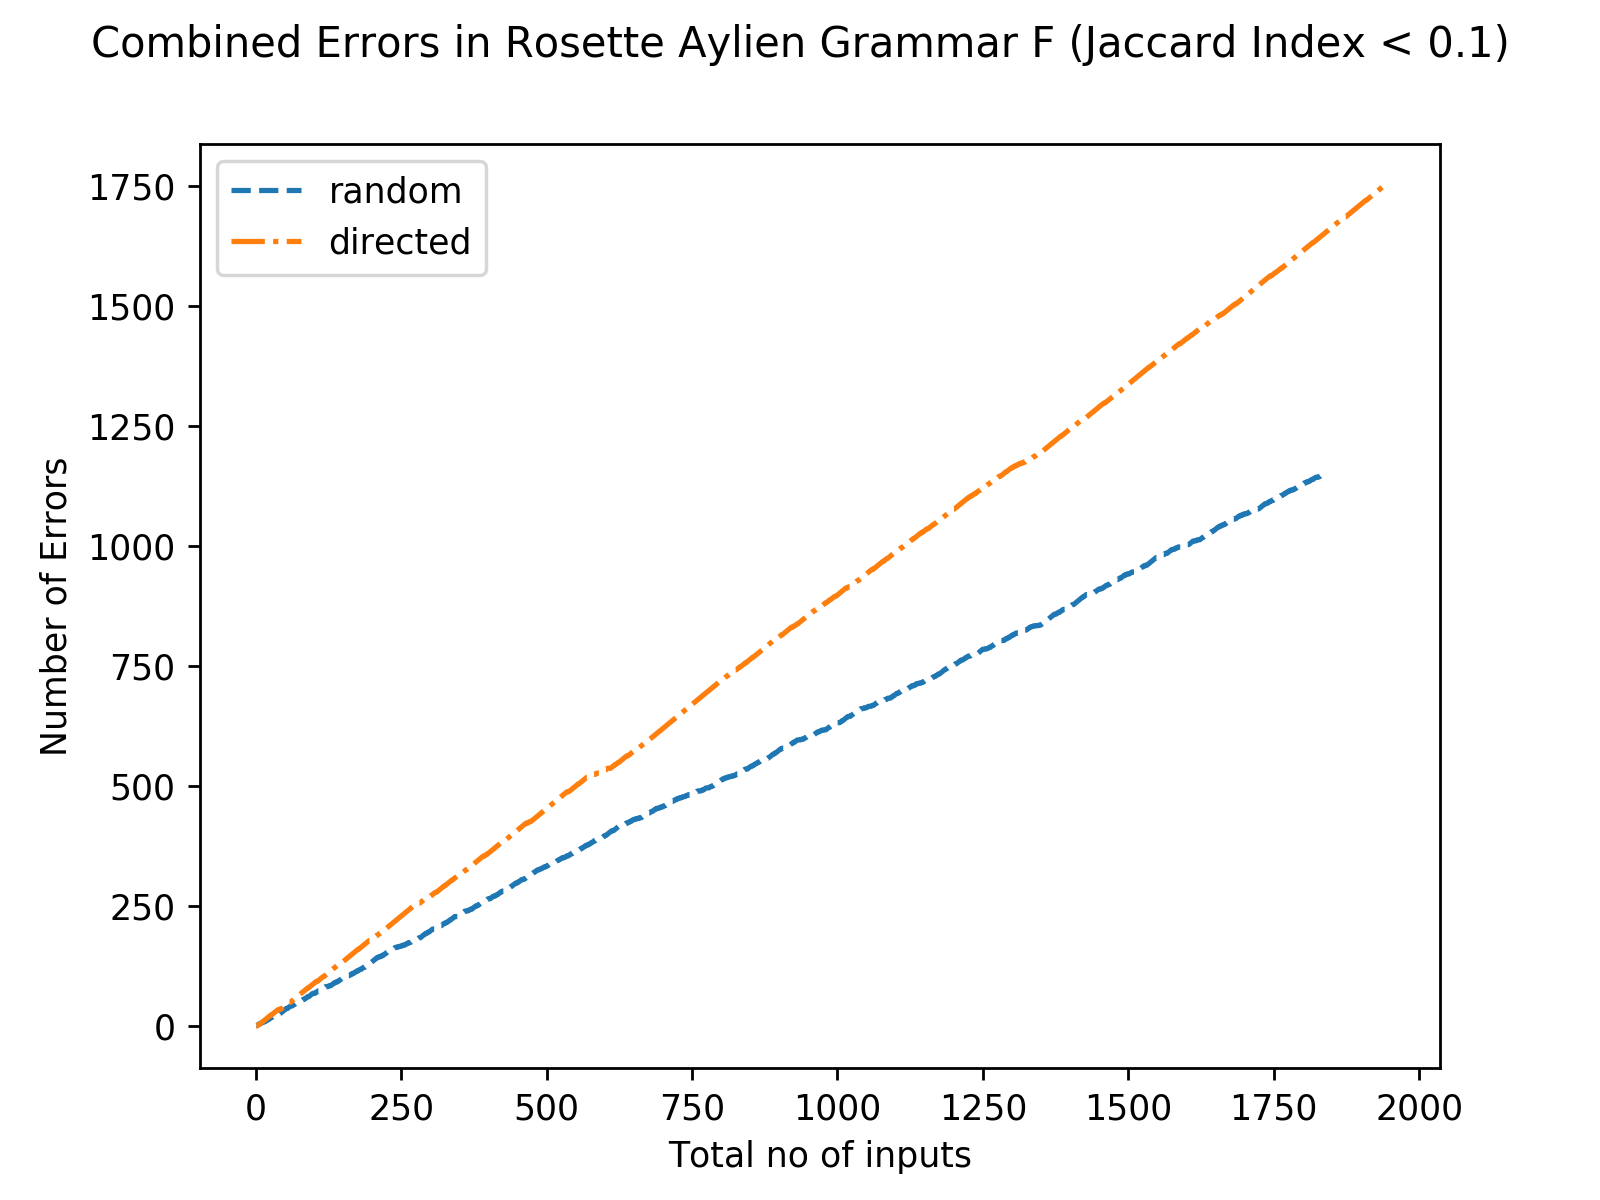 Combined Errors in Rosette Aylien Grammar F (Jaccard Index < 0.1)
random
directed
1750
1500
1250
1000
750
500
250
0
Number of Errors
0 250 500 750 1000 1250 1500 1750 2000
Total no of inputs